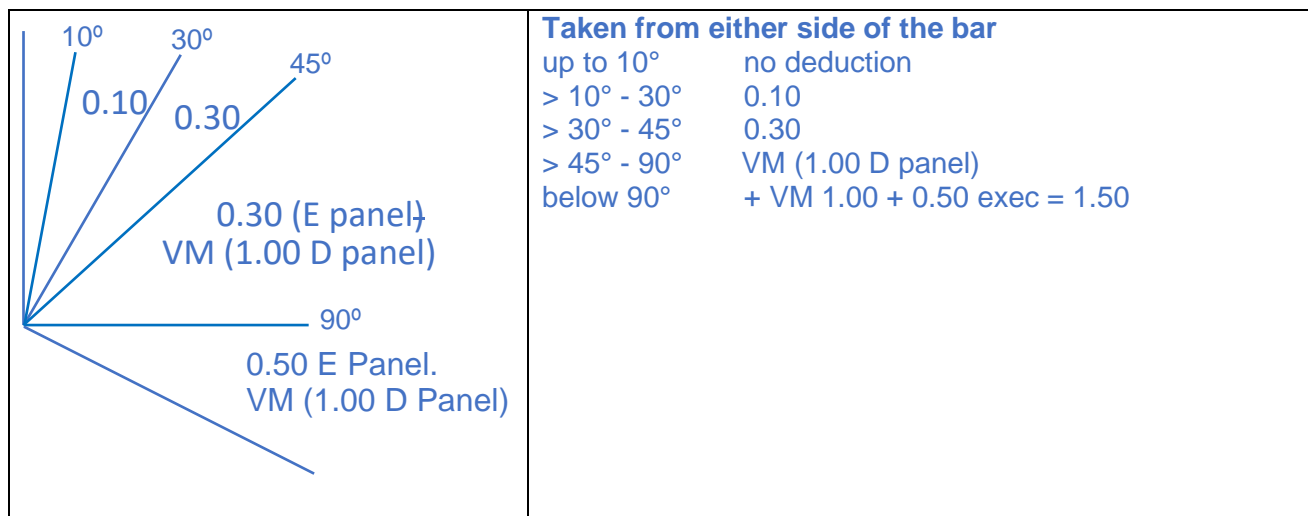 10º
30º
45º
0.10
0.30
0.30 (E panel)
VM (1.00 D panel)
90º
0.50 E Panel.
VM (1.00 D Panel)
Taken from either side of the bar
up to 10° no deduction
> 10° - 30° 0.10
> 30° - 45° 0.30
> 45° - 90° VM (1.00 D panel)
below 90° + VM 1.00 + 0.50 exec = 1.50